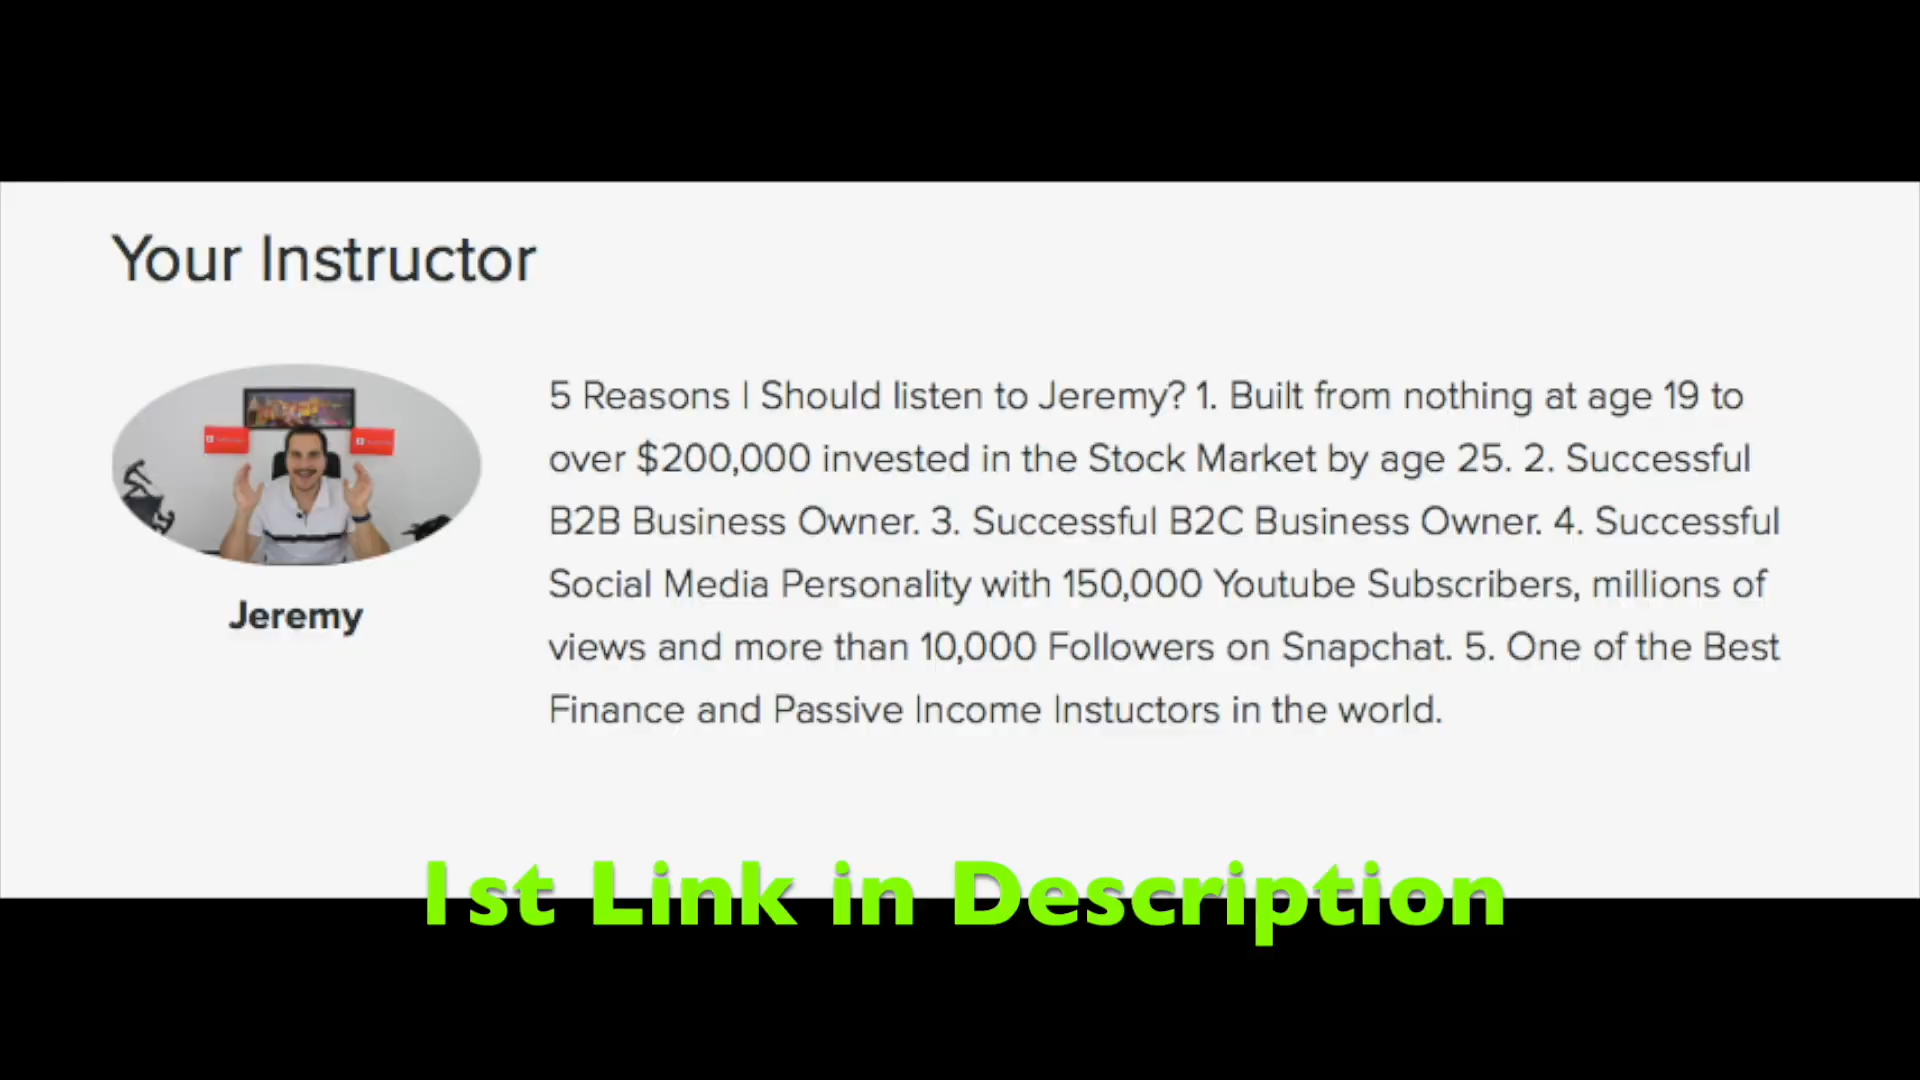 Your Instructor
5 Reasons I Should listen to Jeremy? 1. Built from nothing at age 19 to
over $200,000 invested in the Stock Market by age 25. 2. Successful
B2B Business Owner. 3. Successful B2C Business Owner. 4. Successful
Social Media Personality with 150,000 Youtube Subscribers, millions of
views and more than 10,000 Followers on Snapchat. 5. One of the Best
Finance and Passive Income Instuctors in the world.
Jeremy
1st Link in Description